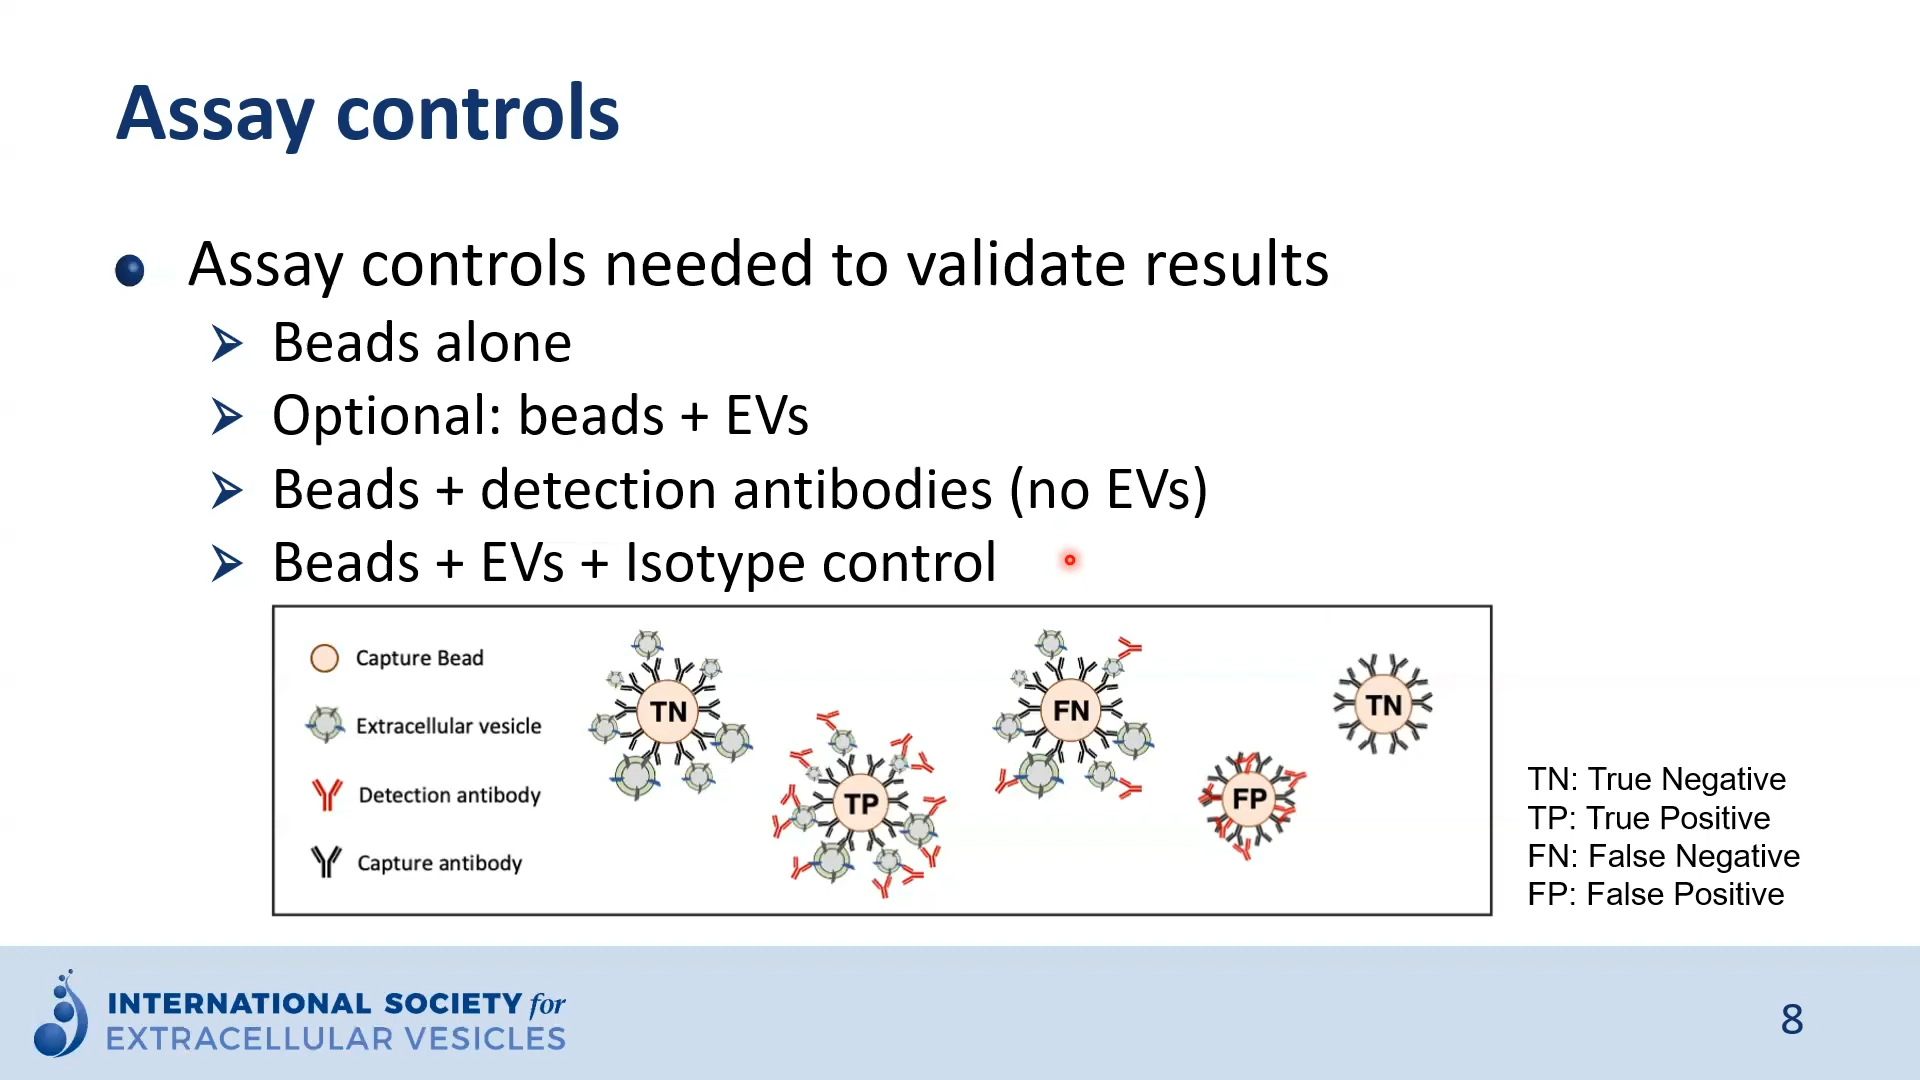 Assay controls
Assay controls needed to validate results
Beads alone
Optional: beads + EVs
Beads + detection antibodies (no EVs)
Beads + EVs + Isotype control
Capture Bead
Extracellular vesicle
Detection antibody
Capture antibody
TN
TP
FN
FP
TN
TN: True Negative
TP: True Positive
FN: False Negative
FP: False Positive
INTERNATIONAL SOCIETY for
EXTRACELLULAR VESICLES
8